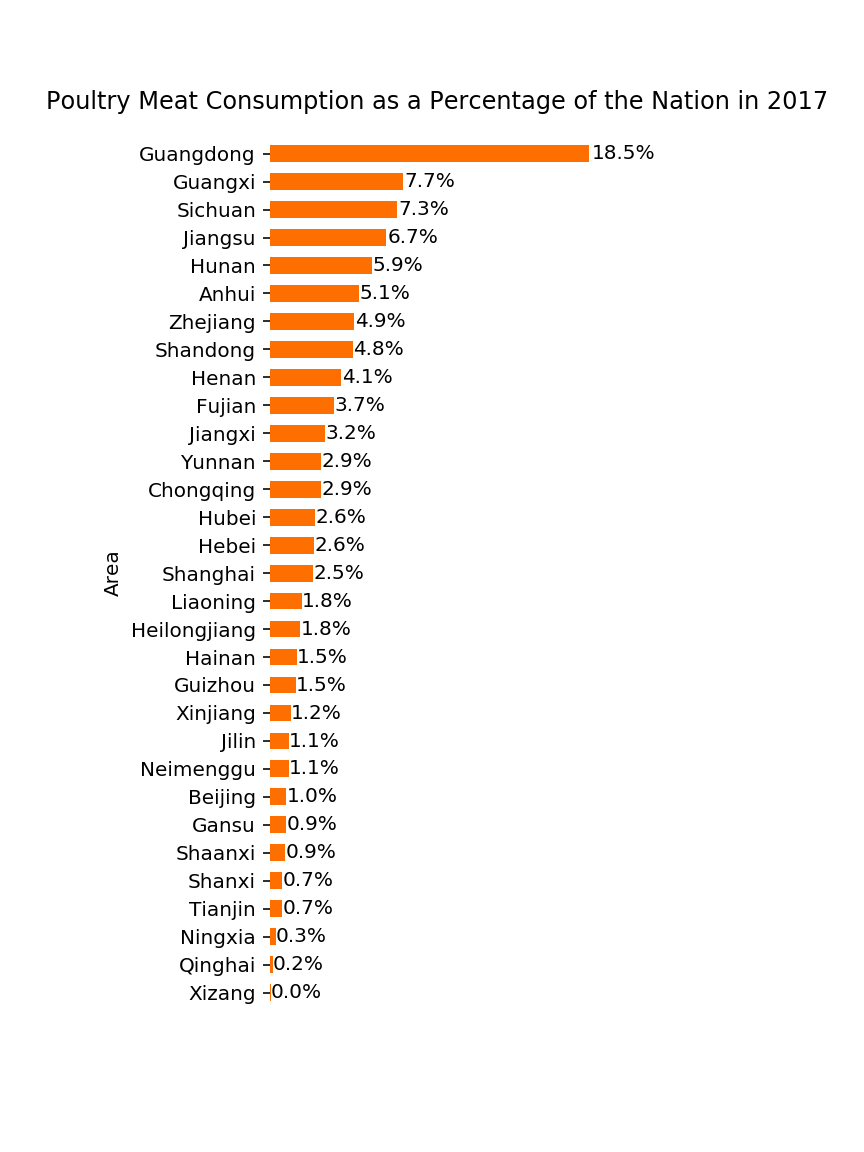 Poultry Meat Consumption as a Percentage of the Nation in 2017
Guangdong 18.5%
Guangxi 7.7%
Sichuan 7.3%
Jiangsu 6.7%
Hunan 5.9%
Anhui 5.1%
Zhejiang 4.9%
Shandong 4.8%
Henan 4.1%
Fujian 3.7%
Jiangxi 3.2%
Yunnan 2.9%
Chongqing 2.9%
Hubei 2.6%
Hebei 2.6%
Area
Shanghai 2.5%
Liaoning 1.8%
Heilongjiang 1.8%
Hainan 1.5%
Guizhou 1.5%
Xinjiang 1.2%
Jilin 1.1%
Neimenggu 1.1%
Beijing 1.0%
Gansu 0.9%
Shaanxi 0.9%
Shanxi 0.7%
Tianjin 0.7%
Ningxia 0.3%
Qinghai 0.2%
Xizang 0.0%